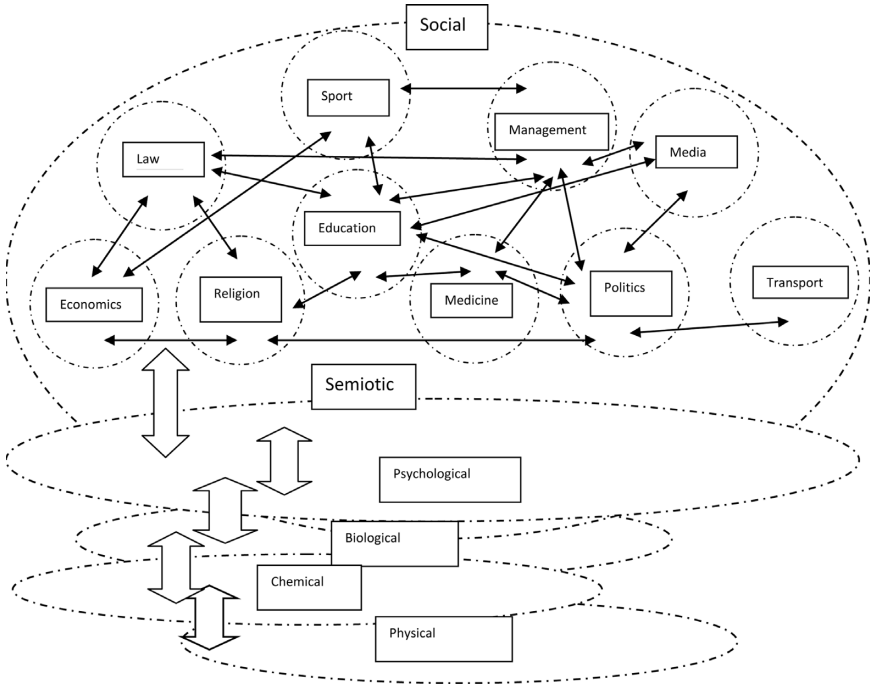 Social
Sport
Management
Media
Law
Education
Economics
Religion
Medicine
Politics
Transport
Semiotic
Psychological
Biological
Chemical
Physical